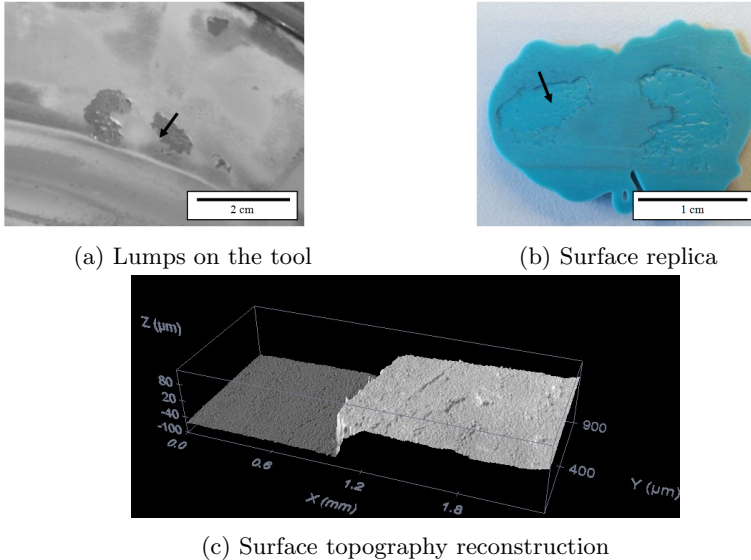 2 cm
1 cm
(a) Lumps on the tool
(b) Surface replica
Z (µm)
80
20
-40
-100
0.0
0.6
1.2
1.8
X (mm)
900
400
Y (µm)
(c) Surface topography reconstruction